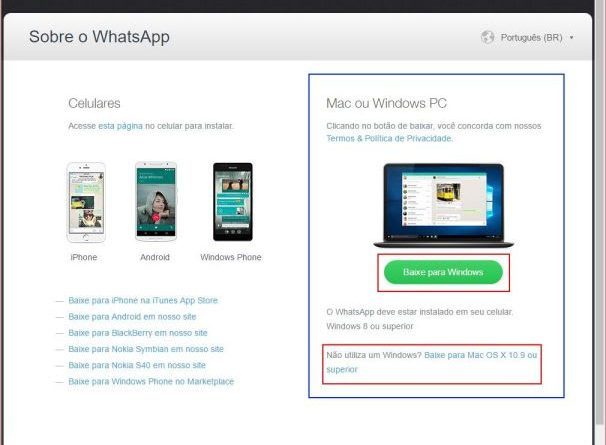 Sobre o WhatsApp
Português (BR)
Celulares
Acesse esta página no celular para instalar.
iPhone
Android
Windows Phone
Baixe para iPhone na iTunes App Store
Baixe para Android em nosso site
Baixe para BlackBerry em nosso site
Baixe para Nokia Symbian em nosso site
Baixe para Nokia S40 em nosso site
Baixe para Windows Phone no Marketplace
Mac ou Windows PC
Clicando no botão de baixar, você concorda com nossos
Termos & Política de Privacidade.
Baixe para Windows
O WhatsApp deve estar instalado em seu celular.
Windows 8 ou superior
Não utiliza um Windows? Baixe para Mac OS X 10.9 ou
superior